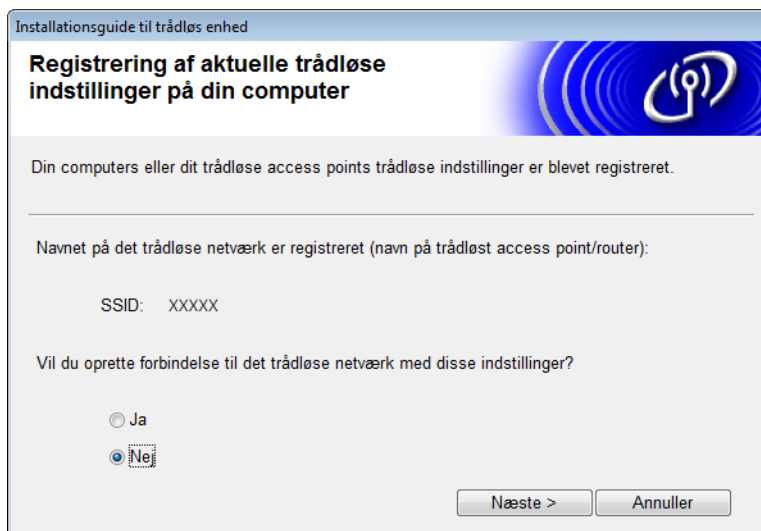 Installationsguide til trådløs enhed
Registrering af aktuelle trådløse
indstillinger på din computer
Din computers eller dit trådløse access points trådløse indstillinger er blevet registreret.
Navnet på det trådløse netværk er registreret (navn på trådløst access point/router):
SSID: XXXXX
Vil du oprette forbindelse til det trådløse netværk med disse indstillinger?
Ja
Nej
Næste > Annuller